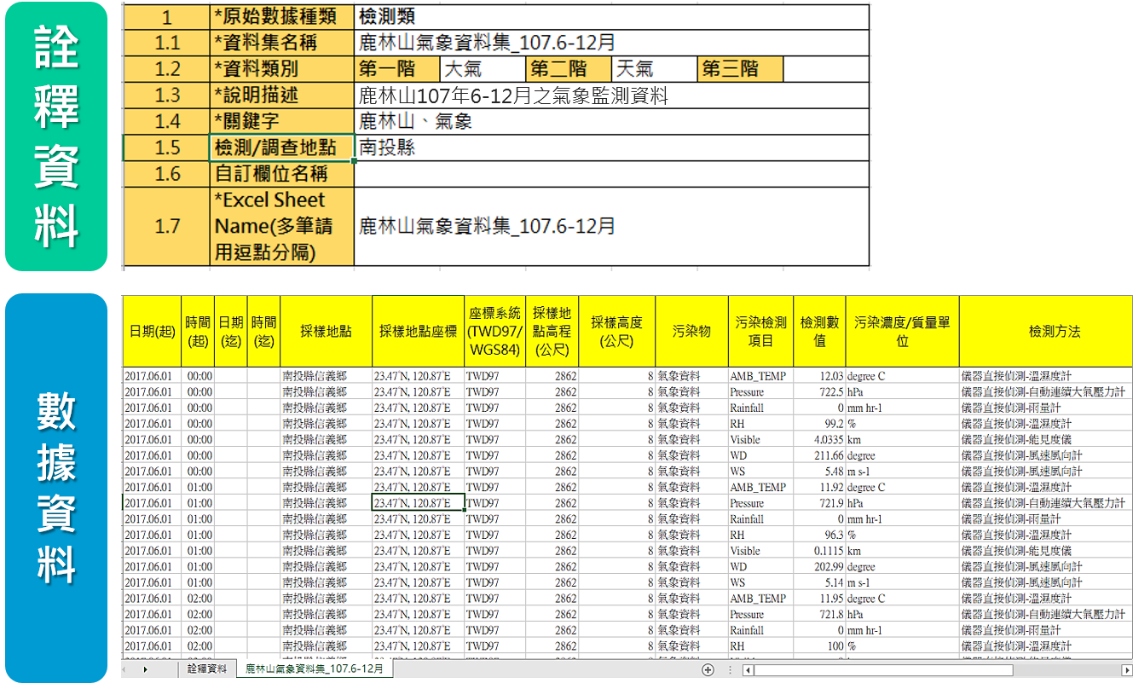 詮釋資料
1 *原始數據種類 檢測類
1.1 *資料集名稱 鹿林山氣象資料集_107.6-12月
1.2 *資料類別 第一階 大氣 第二階 天氣 第三階
1.3 *說明描述 鹿林山107年6-12月之氣象監測資料
1.4 *關鍵字 鹿林山、氣象
1.5 檢測/調查地點 南投縣
1.6 自訂欄位名稱
1.7 *Excel Sheet Name(多筆請用逗點分隔) 鹿林山氣象資料集_107.6-12月
數據資料
日期(起) 時間(起) 日期(迄) 時間(迄) 採樣地點 採樣地點座標 座標系統(TWD97/WGS84) 採樣地點高程(公尺) 採樣高度(公尺) 污染物 污染檢測項目 檢測數值 污染濃度/質量單位 檢測方法
2017.06.01 00:00 南投縣信義鄉 23.47°N, 120.87°E TWD97 2862 8 氣象資料 AMB_TEMP 12.03 degree C 儀器直接偵測-溫濕度計
2017.06.01 00:00 南投縣信義鄉 23.47°N, 120.87°E TWD97 2862 8 氣象資料 Pressure 722.5 hPa 儀器直接偵測-自動連續大氣壓力計
2017.06.01 00:00 南投縣信義鄉 23.47°N, 120.87°E TWD97 2862 8 氣象資料 Rainfall 0 mm hr-1 儀器直接偵測-雨量計
2017.06.01 00:00 南投縣信義鄉 23.47°N, 120.87°E TWD97 2862 8 氣象資料 RH 99.2 % 儀器直接偵測-溫濕度計
2017.06.01 00:00 南投縣信義鄉 23.47°N, 120.87°E TWD97 2862 8 氣象資料 Visible 4.0335 km 儀器直接偵測-能見度儀
2017.06.01 00:00 南投縣信義鄉 23.47°N, 120.87°E TWD97 2862 8 氣象資料 WD 211.66 degree 儀器直接偵測-風速風向計
2017.06.01 00:00 南投縣信義鄉 23.47°N, 120.87°E TWD97 2862 8 氣象資料 WS 5.48 m s-1 儀器直接偵測-風速風向計
2017.06.01 01:00 南投縣信義鄉 23.47°N, 120.87°E TWD97 2862 8 氣象資料 AMB_TEMP 11.92 degree C 儀器直接偵測-溫濕度計
2017.06.01 01:00 南投縣信義鄉 23.47°N, 120.87°E TWD97 2862 8 氣象資料 Pressure 721.9 hPa 儀器直接偵測-自動連續大氣壓力計
2017.06.01 01:00 南投縣信義鄉 23.47°N, 120.87°E TWD97 2862 8 氣象資料 Rainfall 0 mm hr-1 儀器直接偵測-雨量計
2017.06.01 01:00 南投縣信義鄉 23.47°N, 120.87°E TWD97 2862 8 氣象資料 RH 96.3 % 儀器直接偵測-溫濕度計
2017.06.01 01:00 南投縣信義鄉 23.47°N, 120.87°E TWD97 2862 8 氣象資料 Visible 0.1115 km 儀器直接偵測-能見度儀
2017.06.01 01:00 南投縣信義鄉 23.47°N, 120.87°E TWD97 2862 8 氣象資料 WD 202.99 degree 儀器直接偵測-風速風向計
2017.06.01 01:00 南投縣信義鄉 23.47°N, 120.87°E TWD97 2862 8 氣象資料 WS 5.14 m s-1 儀器直接偵測-風速風向計
2017.06.01 02:00 南投縣信義鄉 23.47°N, 120.87°E TWD97 2862 8 氣象資料 AMB_TEMP 11.95 degree C 儀器直接偵測-溫濕度計
2017.06.01 02:00 南投縣信義鄉 23.47°N, 120.87°E TWD97 2862 8 氣象資料 Pressure 721.8 hPa 儀器直接偵測-自動連續大氣壓力計
2017.06.01 02:00 南投縣信義鄉 23.47°N, 120.87°E TWD97 2862 8 氣象資料 Rainfall 0 mm hr-1 儀器直接偵測-雨量計
2017.06.01 02:00 南投縣信義鄉 23.47°N, 120.87°E TWD97 2862 8 氣象資料 RH 100 % 儀器直接偵測-溫濕度計
詮釋資料 鹿林山氣象資料集_107.6-12月